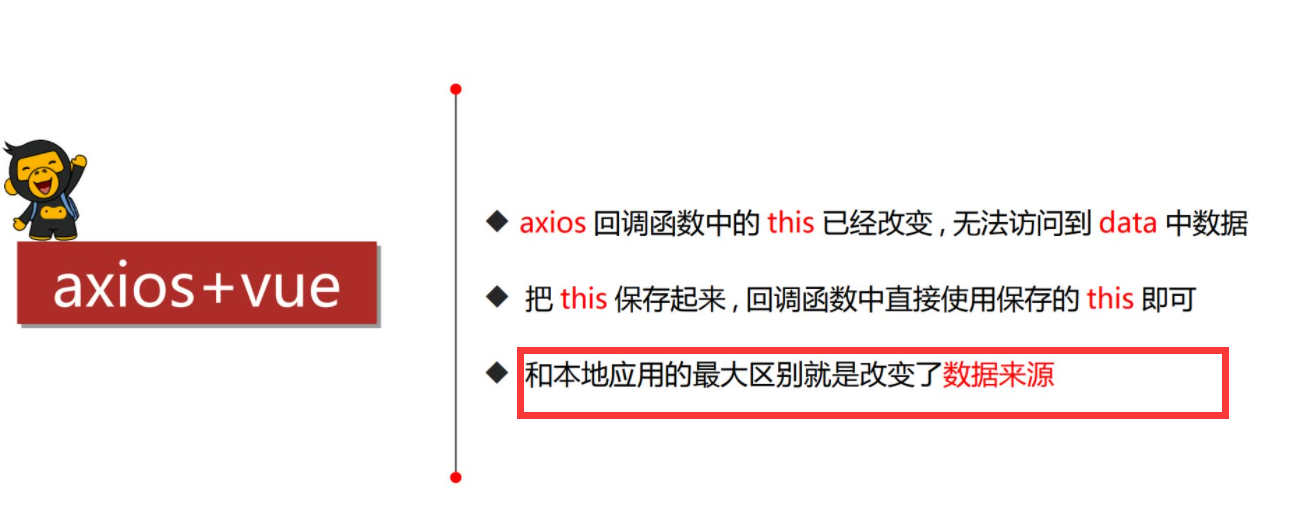 axios+vue
axios 回调函数中的 this 已经改变 , 无法访问到 data 中数据
把 this 保存起来 , 回调函数中直接使用保存的 this 即可
和本地应用的最大区别就是改变了数据来源